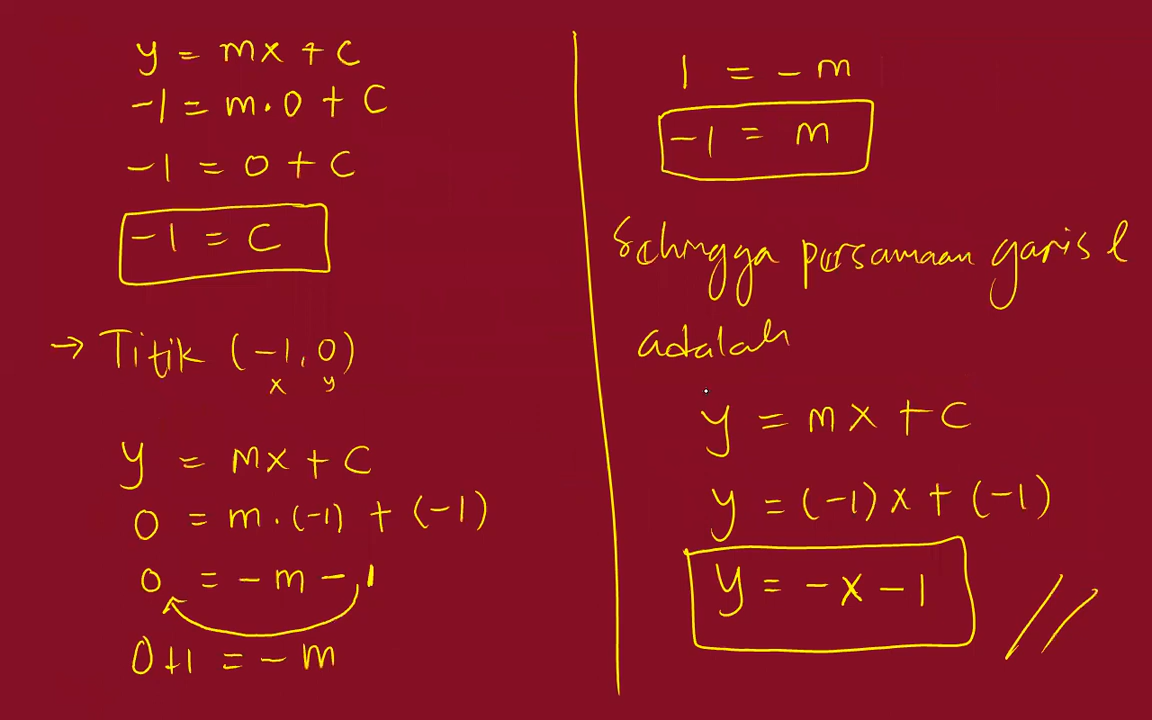 y = mx + c
-1 = m . 0 + c
-1 = 0 + c
-1 = c
→ Titik (-1, 0)
x y
y = mx + c
0 = m . (-1) + (-1)
0 = -m - 1
0+1 = -m
1 = -m
-1 = m
Sehingga persamaan garis l
adalah
y = mx + c
y = (-1)x + (-1)
y = -x - 1 //